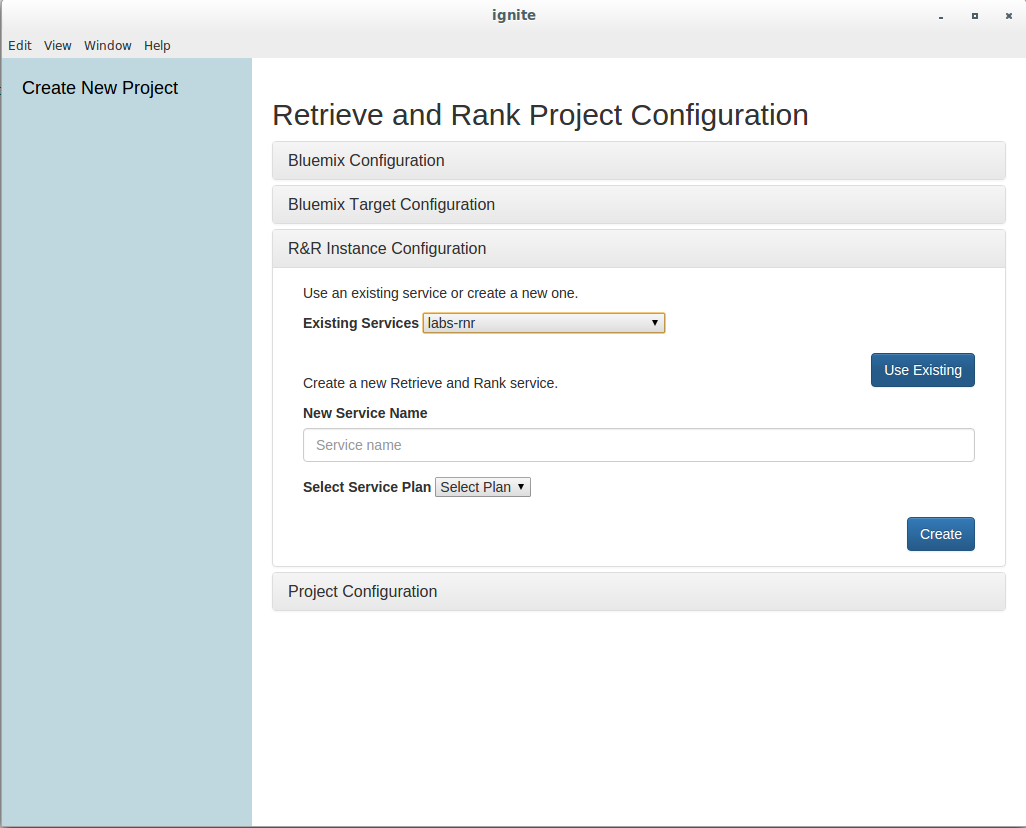 ignite
Edit View Window Help
Create New Project
Retrieve and Rank Project Configuration
Bluemix Configuration
Bluemix Target Configuration
R&R Instance Configuration
Use an existing service or create a new one.
Existing Services labs-rnr
Use Existing
Create a new Retrieve and Rank service.
New Service Name
Service name
Select Service Plan Select Plan
Create
Project Configuration